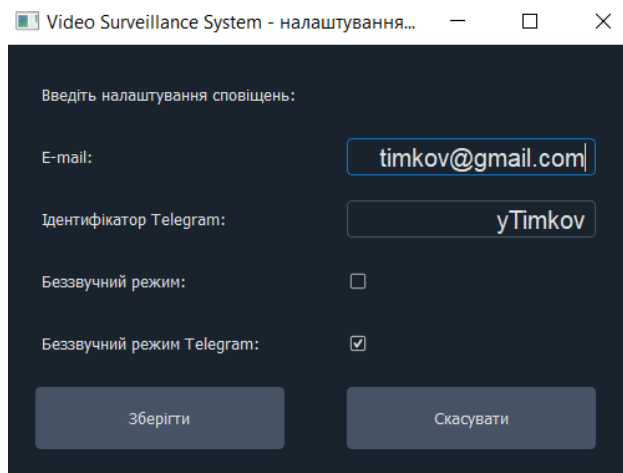 Video Surveillance System - налаштування...
Введіть налаштування сповіщень:
E-mail: timkov@gmail.com
Ідентифікатор Telegram: yTimkov
Беззвучний режим:
Беззвучний режим Telegram:
Зберігти Скасувати